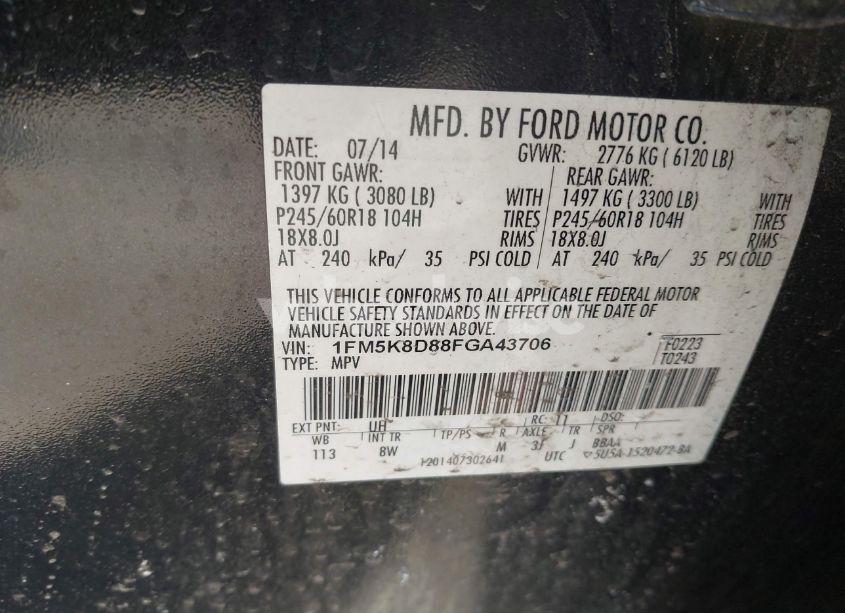 MFD. BY FORD MOTOR CO.
DATE: 07/14 GVWR: 2776 KG ( 6120 LB)
FRONT GAWR: REAR GAWR:
1397 KG ( 3080 LB) WITH 1497 KG ( 3300 LB) WITH
P245/60R18 104H TIRES P245/60R18 104H TIRES
18X8.0J RIMS 18X8.0J RIMS
AT 240 kPa/ 35 PSI COLD AT 240 kPa/ 35 PSI COLD
THIS VEHICLE CONFORMS TO ALL APPLICABLE FEDERAL MOTOR
VEHICLE SAFETY STANDARDS IN EFFECT ON THE DATE OF
MANUFACTURE SHOWN ABOVE.
VIN: 1FM5K8D88FGA43706 F0223
TYPE: MPV T0243
EXT PNT: UH RC: 11 DSO:
WB INT TR TP/PS R AXLE TR SPR
113 8W M 3J J BBAA
UTC